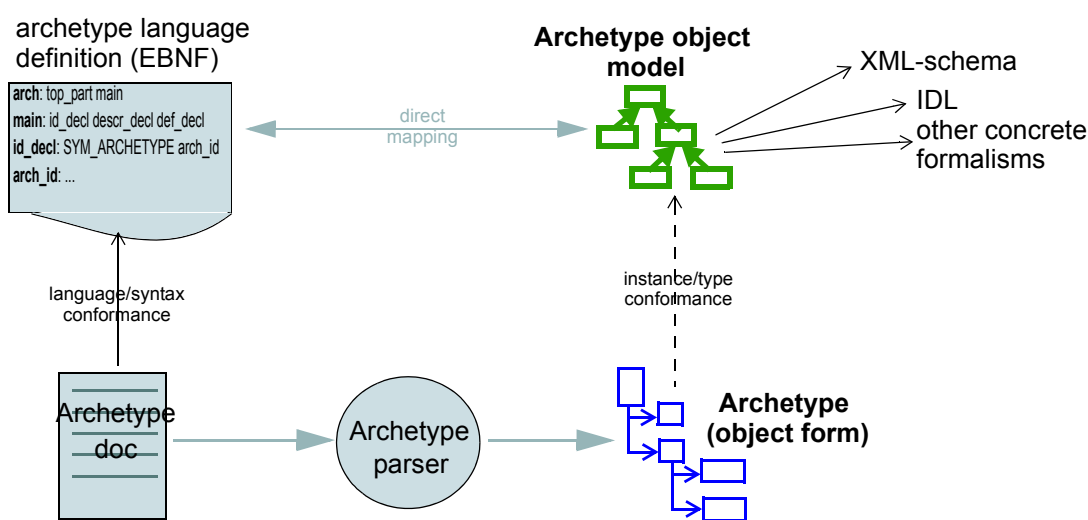 archetype language
definition (EBNF)
arch: top_part main
main: id_decl descr_decl def_decl
id_decl: SYM_ARCHETYPE arch_id
arch_id: ...
direct
mapping
Archetype object
model
XML-schema
IDL
other concrete
formalisms
language/syntax
conformance
instance/type
conformance
Archetype
doc
Archetype
parser
Archetype
(object form)